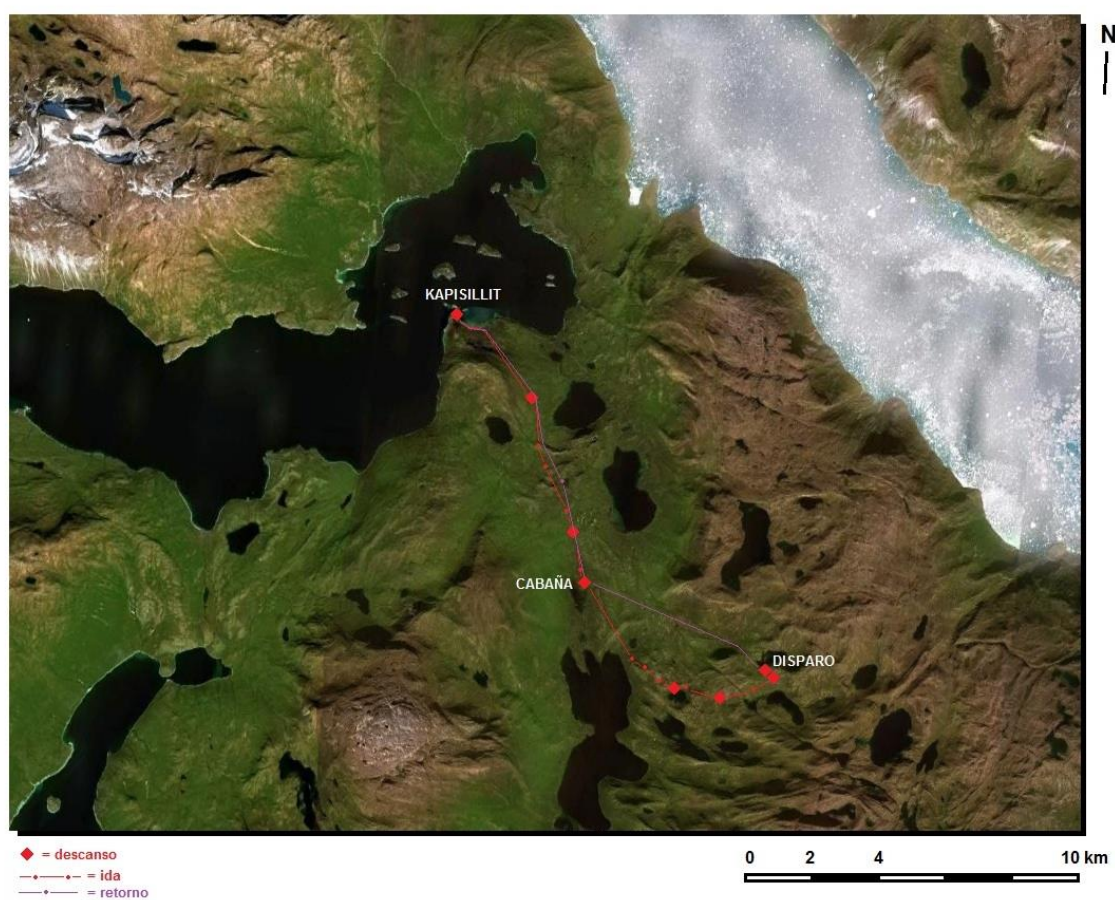 N
KAPISILLIT
CABAÑA
DISPARO
= descanso
= ida
= retorno
0 2 4 10 km